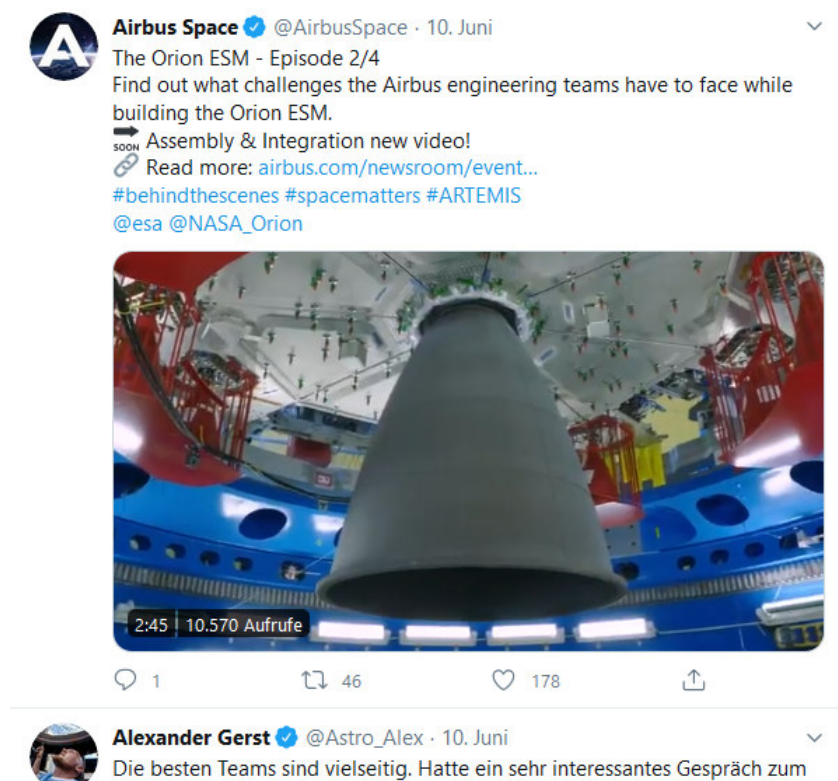 Airbus Space @AirbusSpace · 10. Juni
The Orion ESM - Episode 2/4
Find out what challenges the Airbus engineering teams have to face while
building the Orion ESM.
SOON Assembly & Integration new video!
Read more: airbus.com/newsroom/event...
#behindthescenes #spacematters #ARTEMIS
@esa @NASA_Orion
2:45 10.570 Aufrufe
1 46 178
Alexander Gerst @Astro_Alex · 10. Juni
Die besten Teams sind vielseitig. Hatte ein sehr interessantes Gespräch zum